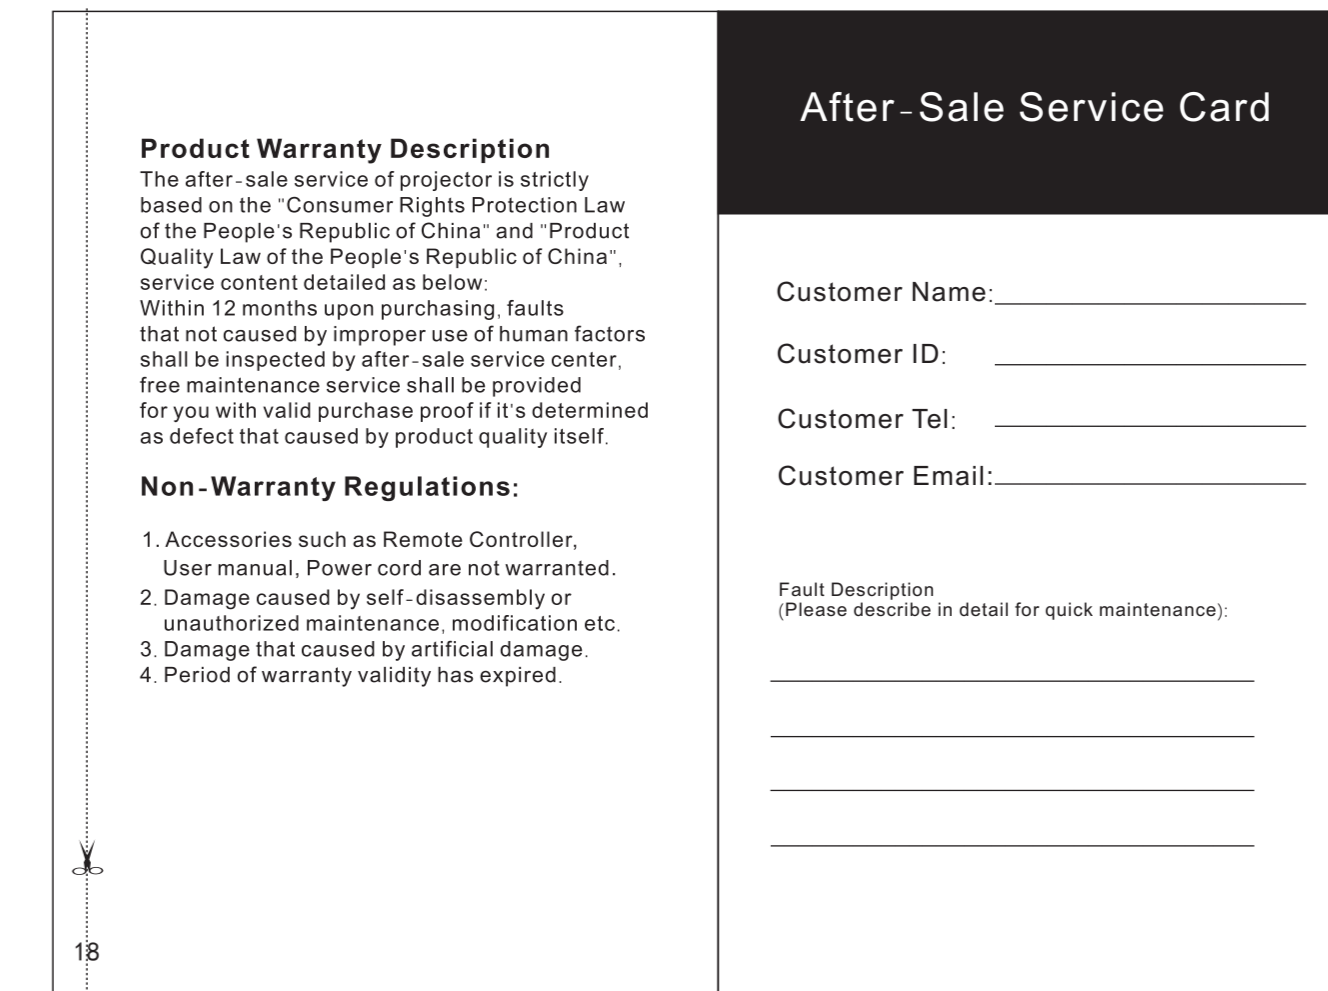 Product Warranty Description
The after-sale service of projector is strictly
based on the "Consumer Rights Protection Law
of the People's Republic of China" and "Product
Quality Law of the People's Republic of China",
service content detailed as below:
Within 12 months upon purchasing, faults
that not caused by improper use of human factors
shall be inspected by after-sale service center,
free maintenance service shall be provided
for you with valid purchase proof if it's determined
as defect that caused by product quality itself.
Non-Warranty Regulations:
1. Accessories such as Remote Controller,
User manual, Power cord are not warranted.
2. Damage caused by self-disassembly or
unauthorized maintenance, modification etc.
3. Damage that caused by artificial damage.
4. Period of warranty validity has expired.
18
After-Sale Service Card
Customer Name:
Customer ID:
Customer Tel:
Customer Email:
Fault Description
(Please describe in detail for quick maintenance):